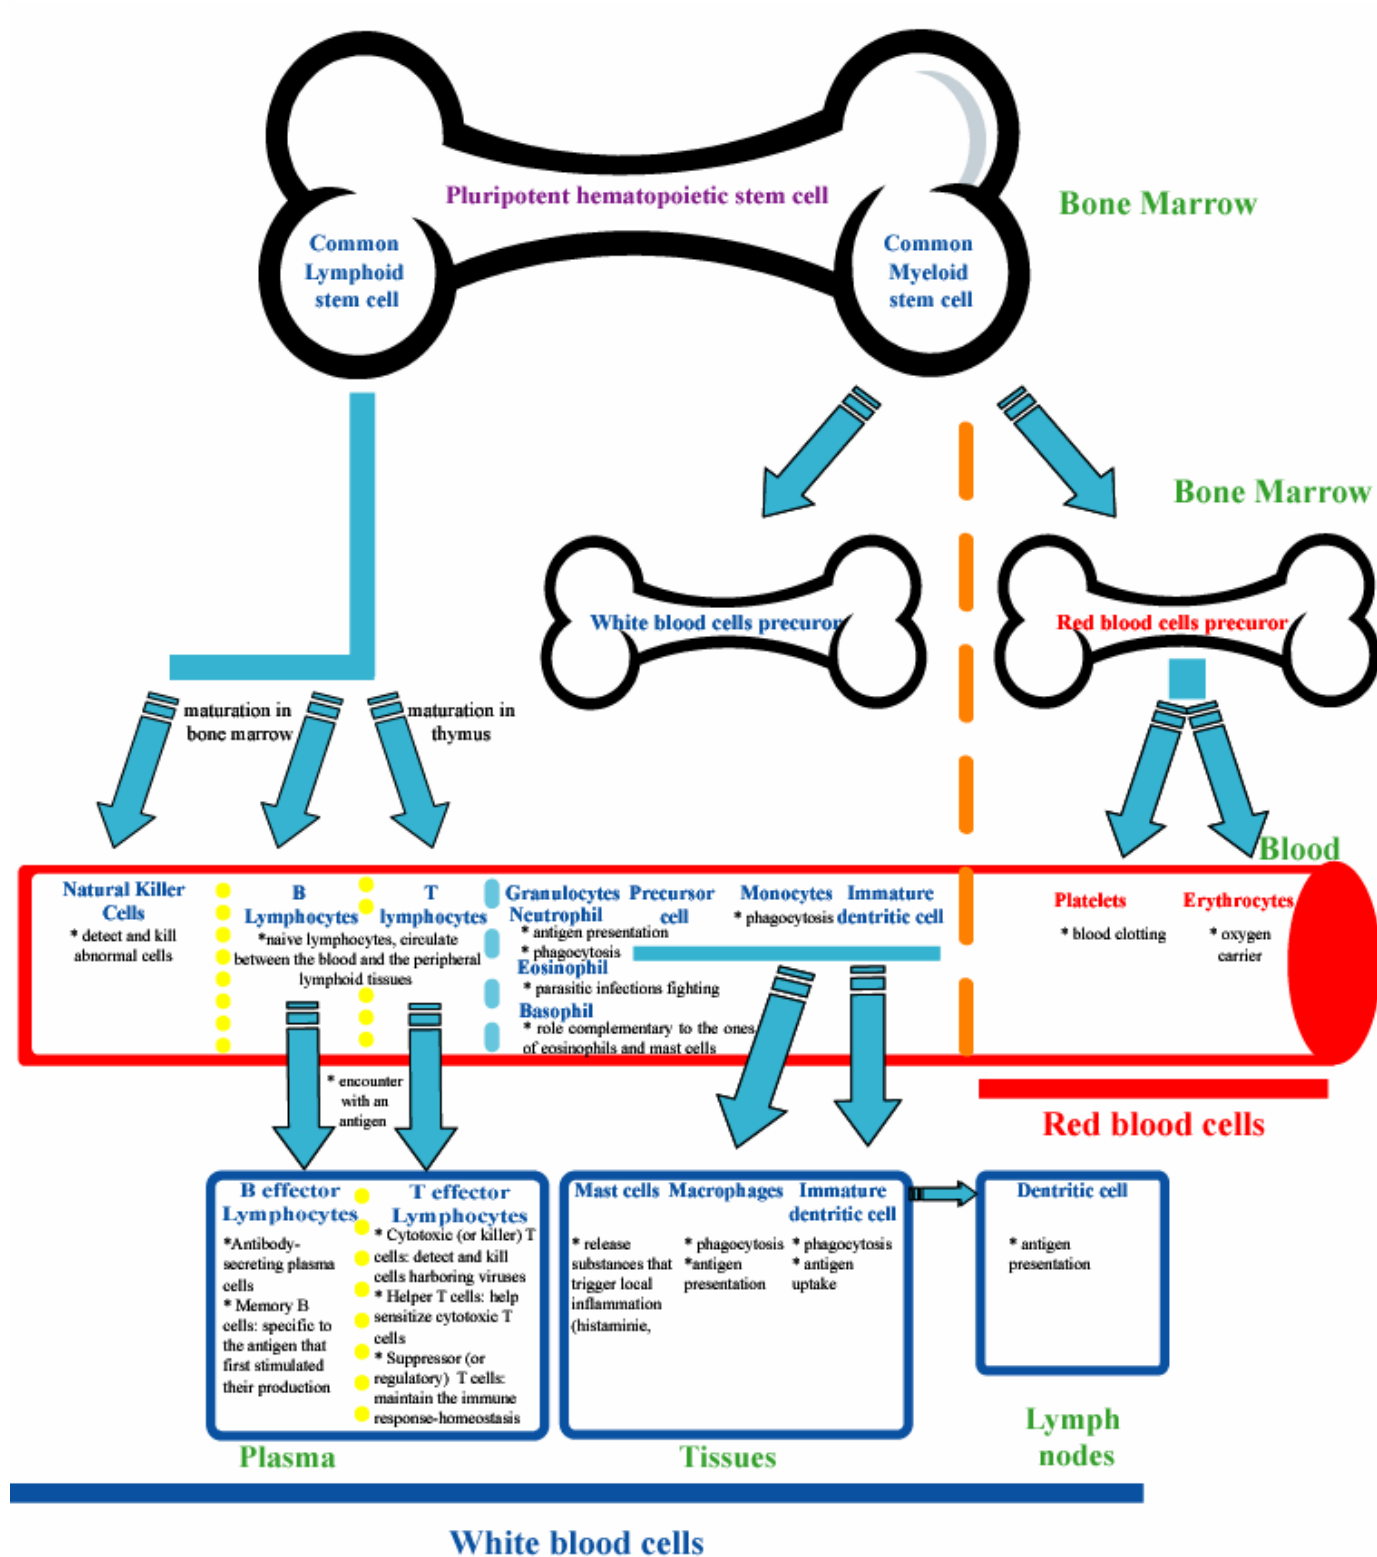 Pluripotent hematopoietic stem cell
Bone Marrow
Common
Lymphoid
stem cell
Common
Myeloid
stem cell
Bone Marrow
White blood cells precuror
Red blood cells precuror
maturation in
bone marrow
maturation in
thymus
Blood
Natural Killer
Cells
* detect and kill
abnormal cells
B
Lymphocytes
T
lymphocytes
*naive lymphocytes, circulate
between the blood and the peripheral
lymphoid tissues
Granulocytes
Neutrophil
* antigen presentation
* phagocytosis
Eosinophil
* parasitic infections fighting
Basophil
* role complementary to the ones
of eosinophils and mast cells
Precursor
cell
Monocytes
* phagocytosis
Immature
dentritic cell
Platelets
* blood clotting
Erythrocytes
* oxygen
carrier
* encounter
with an
antigen
Red blood cells
B effector
Lymphocytes
*Antibody-
secreting plasma
cells
* Memory B
cells: specific to
the antigen that
first stimulated
their production
T effector
Lymphocytes
* Cytotoxic (or killer) T
cells: detect and kill
cells harboring viruses
* Helper T cells: help
sensitize cytotoxic T
cells
* Suppressor (or
regulatory) T cells:
maintain the immune
response-homeostasis
Mast cells
* release
substances that
trigger local
inflammation
(histaminie,
Macrophages
* phagocytosis
*antigen
presentation
Immature
dentritic cell
* phagocytosis
* antigen
uptake
Dentritic cell
* antigen
presentation
Plasma
Tissues
Lymph
nodes
White blood cells